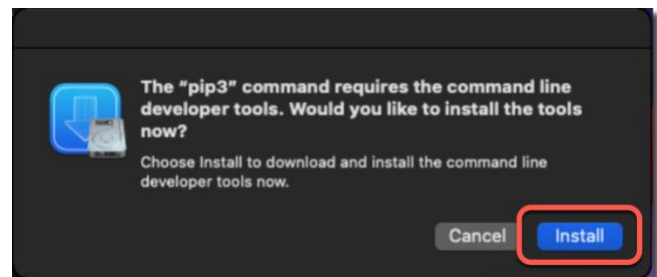 The "pip3" command requires the command line
developer tools. Would you like to install the tools
now?
Choose Install to download and install the command line
developer tools now.
Cancel
Install